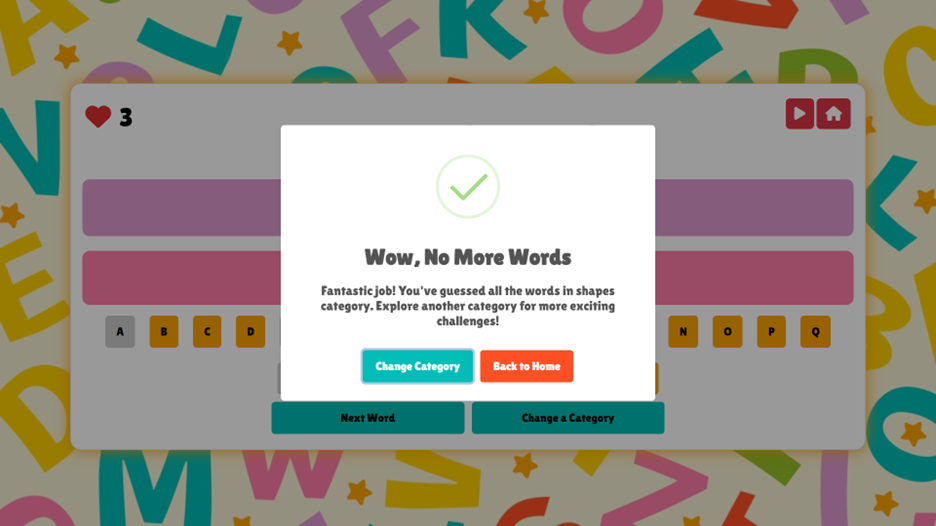 3
Wow, No More Words
Fantastic job! You've guessed all the words in shapes
category. Explore another category for more exciting
challenges!
A B C D N O P Q
Change Category Back to Home
Next Word Change a Category